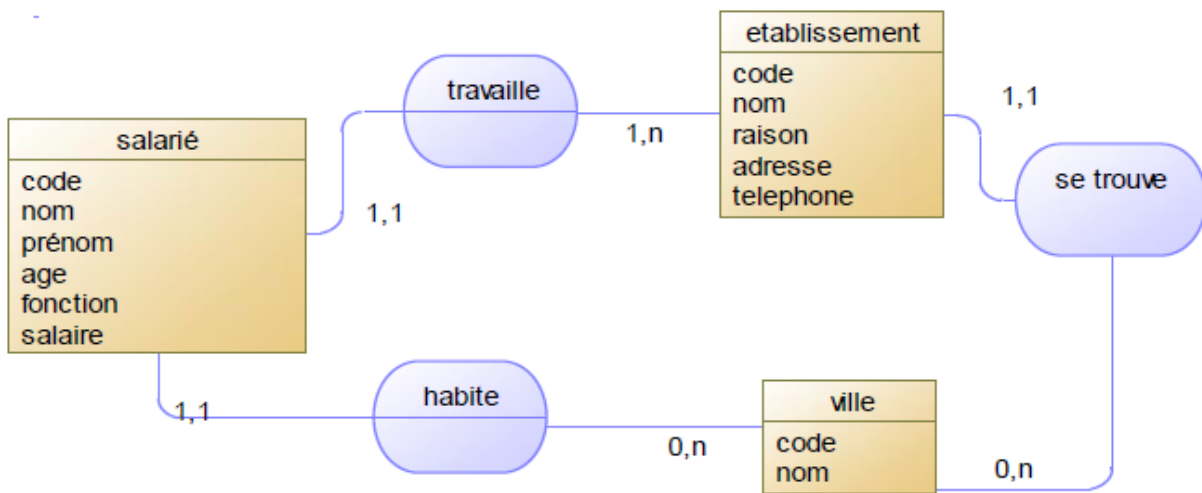 etablissement
code
nom
raison
adresse
telephone
travaille
1,n
1,1
se trouve
salarié
code
nom
prénom
age
fonction
salaire
1,1
1,1
habite
0,n
ville
code
nom
0,n